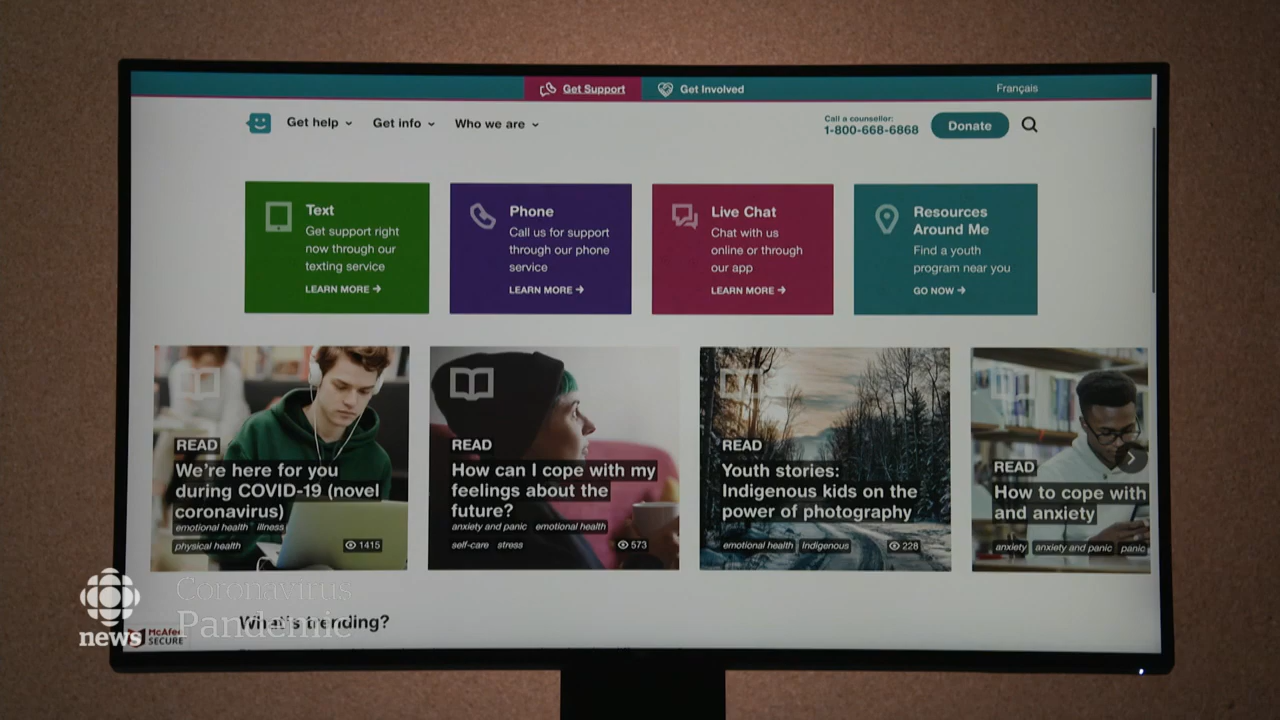 Get Support
Get Involved
Français
Get help
Get info
Who we are
Call a counsellor:
1-800-668-6868
Donate
Text
Get support right
now through our
texting service
LEARN MORE →
Phone
Call us for support
through our phone
service
LEARN MORE →
Live Chat
Chat with us
online or through
our app
LEARN MORE →
Resources
Around Me
Find a youth
program near you
GO NOW →
READ
We're here for you
during COVID-19 (novel
coronavirus)
emotional health illness
physical health
1415
READ
How can I cope with my
feelings about the
future?
anxiety and panic emotional health
self-care stress
573
READ
Youth stories:
Indigenous kids on the
power of photography
emotional health Indigenous
228
READ
How to cope with
and anxiety
anxiety anxiety and panic panic
What's trending?
McAfee
SECURE
news
Coronavirus
Pandemic